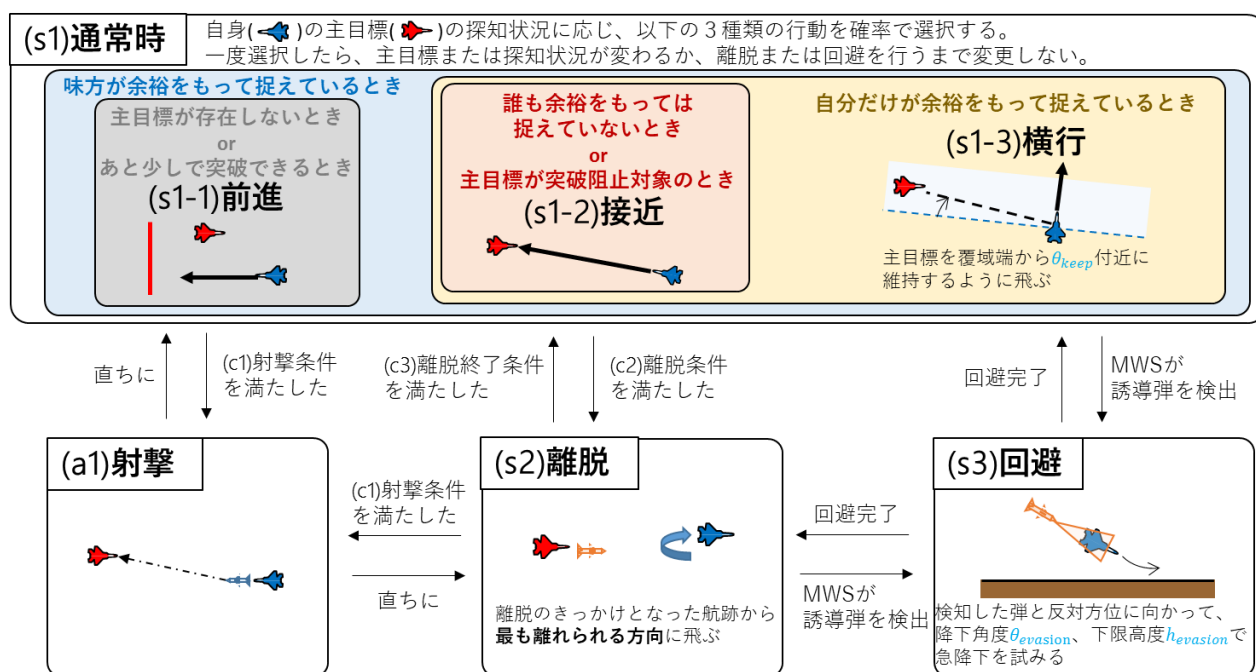 (s1)通常時
自身( )の主目標( )の探知状況に応じ、以下の３種類の行動を確率で選択する。
一度選択したら、主目標または探知状況が変わるか、離脱または回避を行うまで変更しない。
味方が余裕をもって捉えているとき
主目標が存在しないとき
or
あと少しで突破できるとき
(s1-1)前進
誰も余裕をもっては
捉えていないとき
or
主目標が突破阻止対象のとき
(s1-2)接近
自分だけが余裕をもって捉えているとき
(s1-3)横行
主目標を覆域端からθkeep付近に
維持するように飛ぶ
直ちに
(c1)射撃条件
を満たした
(c3)離脱終了条件
を満たした
(c2)離脱条件
を満たした
回避完了
MWSが
誘導弾を検出
(a1)射撃
(c1)射撃条件
を満たした
直ちに
(s2)離脱
離脱のきっかけとなった航跡から
最も離れられる方向に飛ぶ
回避完了
MWSが
誘導弾を検出
(s3)回避
検知した弾と反対方位に向かって、
降下角度θevasion、下限高度hevasionで
急降下を試みる